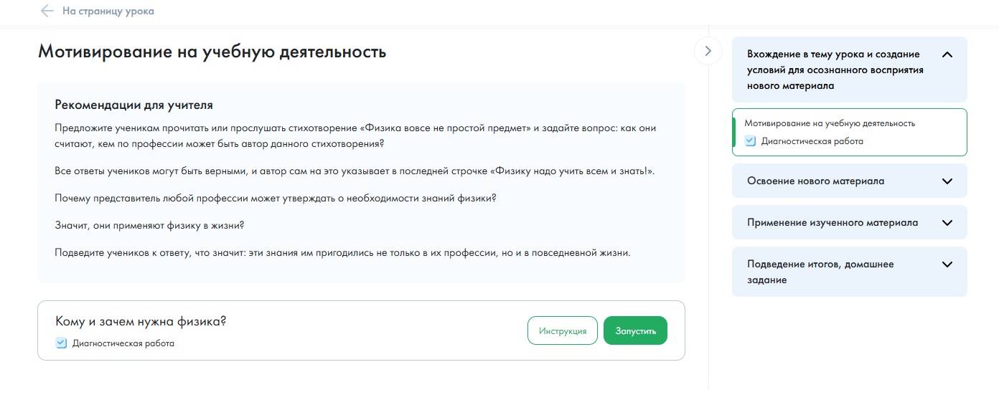 На страницу урока
Мотивирование на учебную деятельность
Рекомендации для учителя
Предложите ученикам прочитать или прослушать стихотворение «Физика вовсе не простой предмет» и задайте вопрос: как они
считают, кем по профессии может быть автор данного стихотворения?
Все ответы учеников могут быть верными, и автор сам на это указывает в последней строчке «Физику надо учить всем и знать!».
Почему представитель любой профессии может утверждать о необходимости знаний физики?
Значит, они применяют физику в жизни?
Подведите учеников к ответу, что значит: эти знания им пригодились не только в их профессии, но и в повседневной жизни.
Кому и зачем нужна физика?
Диагностическая работа
Инструкция
Запустить
Вхождение в тему урока и создание
условий для осознанного восприятия
нового материала
Мотивирование на учебную деятельность
Диагностическая работа
Освоение нового материала
Применение изученного материала
Подведение итогов, домашнее
задание